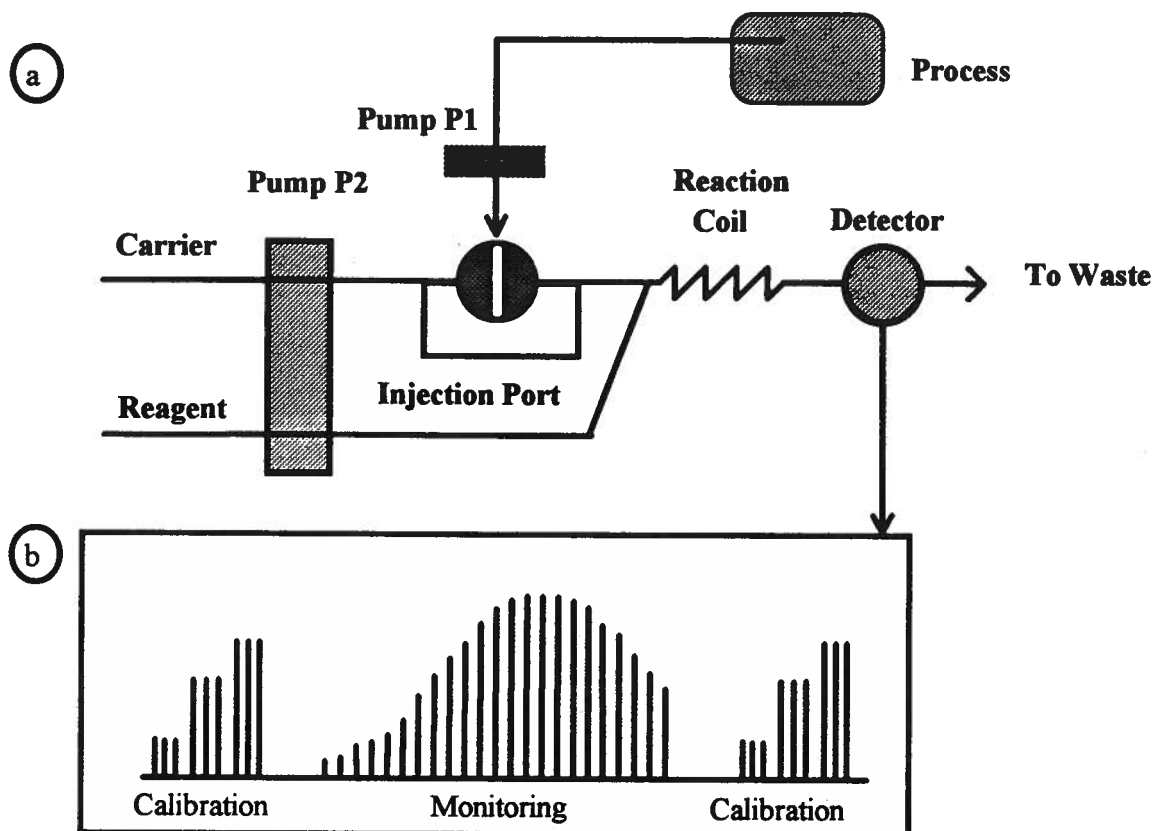 a
Process
Pump P1
Pump P2
Reaction
Coil
Detector
Carrier
To Waste
Injection Port
Reagent
b
Calibration
Monitoring
Calibration